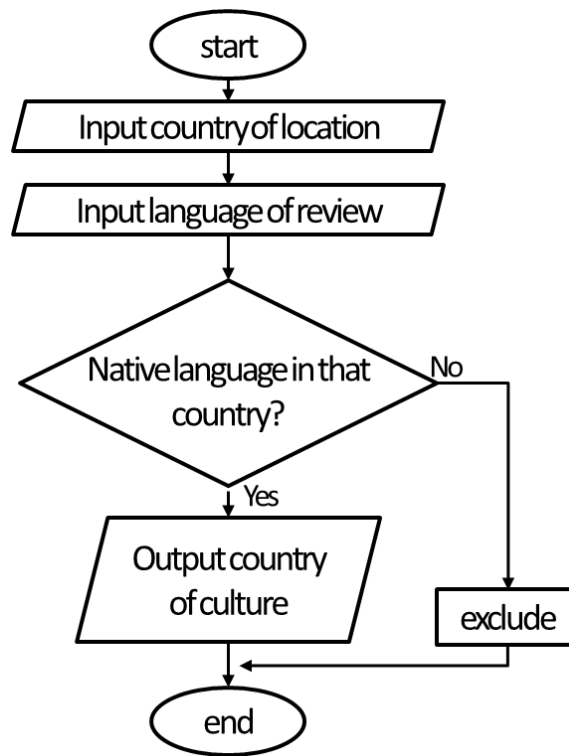 start
Input country of location
Input language of review
Native language in that
country?
No
Yes
Output country
of culture
exclude
end